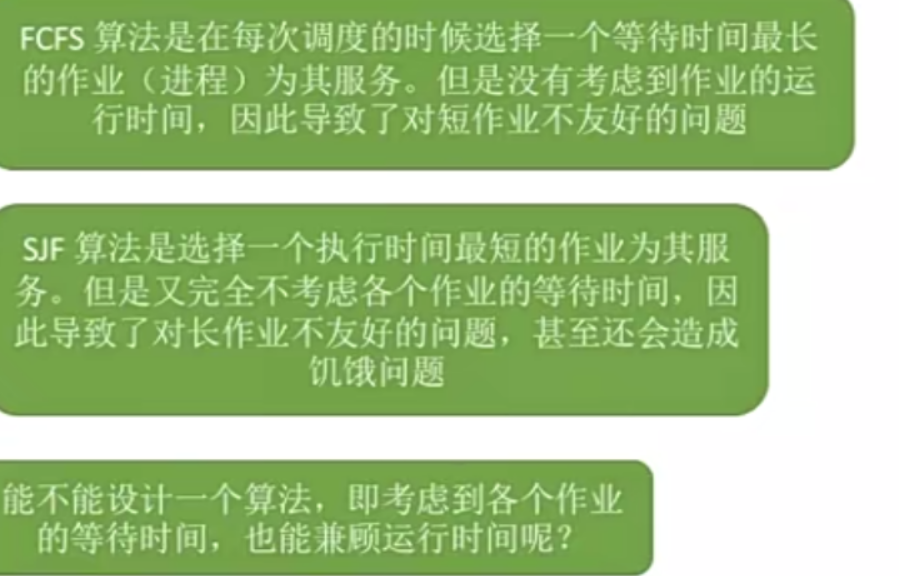 FCFS 算法是在每次调度的时候选择一个等待时间最长
的作业（进程）为其服务。但是没有考虑到作业的运
行时间，因此导致了对短作业不友好的问题
SJF 算法是选择一个执行时间最短的作业为其服
务。但是又完全不考虑各个作业的等待时间，因
此导致了对长作业不友好的问题，甚至还会造成
饥饿问题
能不能设计一个算法，即考虑到各个作业
的等待时间，也能兼顾运行时间呢？